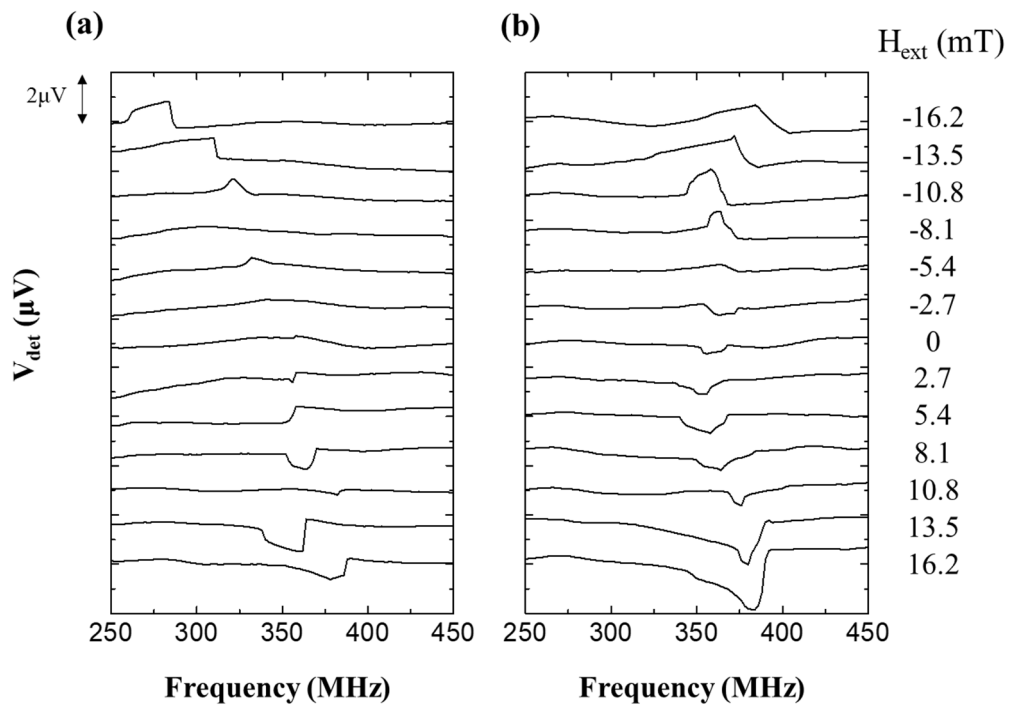 (a)
(b)
H_ext (mT)
2μV
-16.2
-13.5
-10.8
-8.1
-5.4
-2.7
0
2.7
5.4
8.1
10.8
13.5
16.2
V_det (μV)
250 300 350 400 450
250 300 350 400 450
Frequency (MHz)
Frequency (MHz)